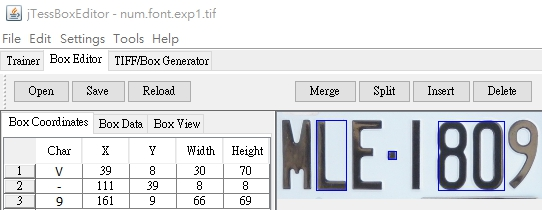 jTessBoxEditor - num.font.exp1.tif
File Edit Settings Tools Help
Trainer Box Editor TIFF/Box Generator
Open Save Reload Merge Split Insert Delete
Box Coordinates Box Data Box View
Char X Y Width Height
1 V 39 8 30 70
2 - 111 39 8 8
3 9 161 9 66 69
MLE·1809